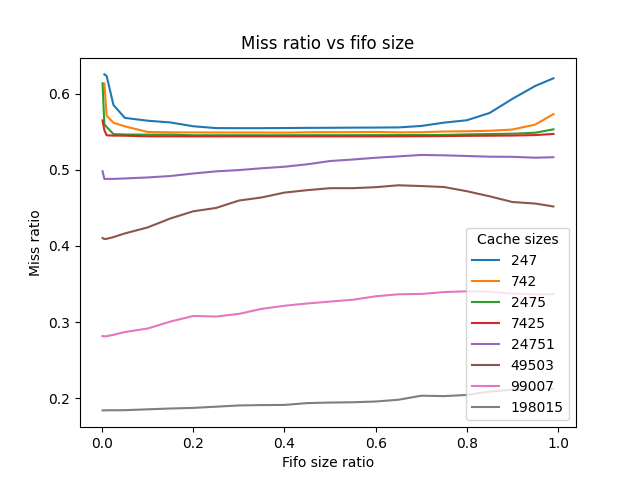 Miss ratio vs fifo size
Miss ratio
0.6
0.5
0.4
0.3
0.2
0.0 0.2 0.4 0.6 0.8 1.0
Fifo size ratio
Cache sizes
247
742
2475
7425
24751
49503
99007
198015